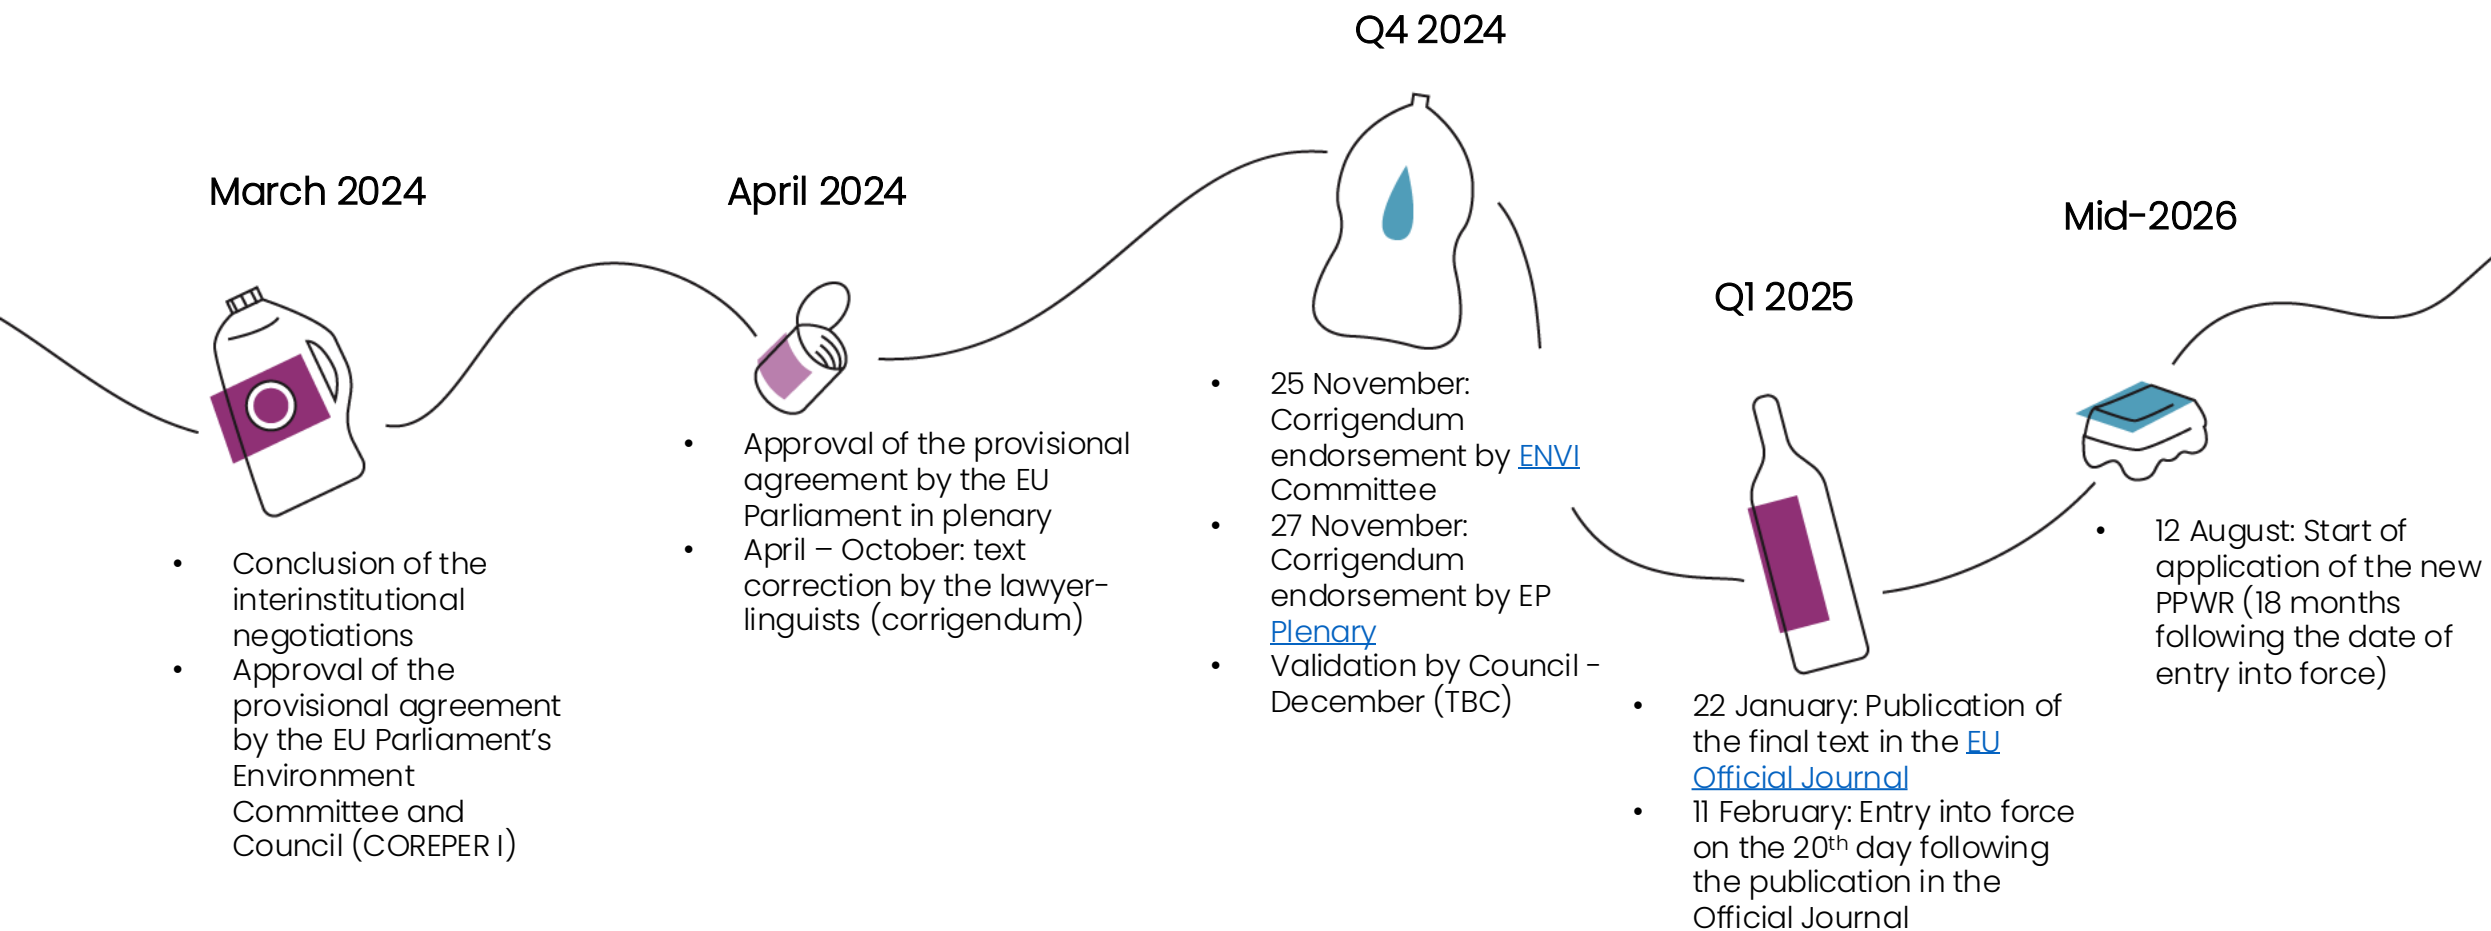 March 2024
• Conclusion of the
interinstitutional
negotiations
• Approval of the
provisional agreement
by the EU Parliament’s
Environment
Committee and
Council (COREPER I)
April 2024
• Approval of the provisional
agreement by the EU
Parliament in plenary
• April – October: text
correction by the lawyer-
linguists (corrigendum)
Q4 2024
• 25 November:
Corrigendum
endorsement by ENVI
Committee
• 27 November:
Corrigendum
endorsement by EP
Plenary
• Validation by Council -
December (TBC)
Q1 2025
• 22 January: Publication of
the final text in the EU
Official Journal
• 11 February: Entry into force
on the 20th day following
the publication in the
Official Journal
Mid-2026
• 12 August: Start of
application of the new
PPWR (18 months
following the date of
entry into force)